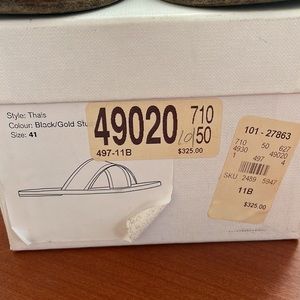 Style: Thais
Colour: Black/Gold Stu
Size: 41
49020
710
10/50
497-11B
$325.00
101 - 27863
710 50 627
4930 49020
1 497 4
SKU 2489 5947
11B
$325.00